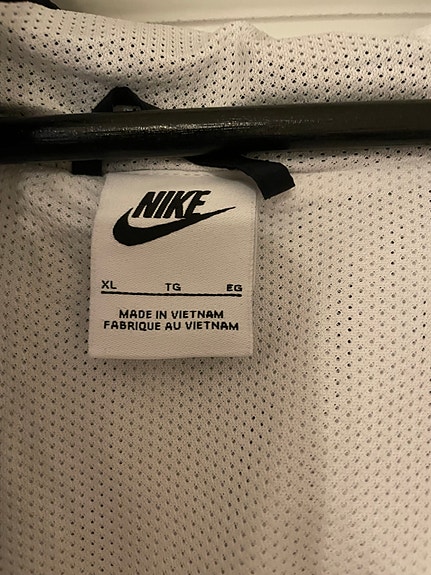 NIKE
XL TG EG
MADE IN VIETNAM
FABRIQUE AU VIETNAM